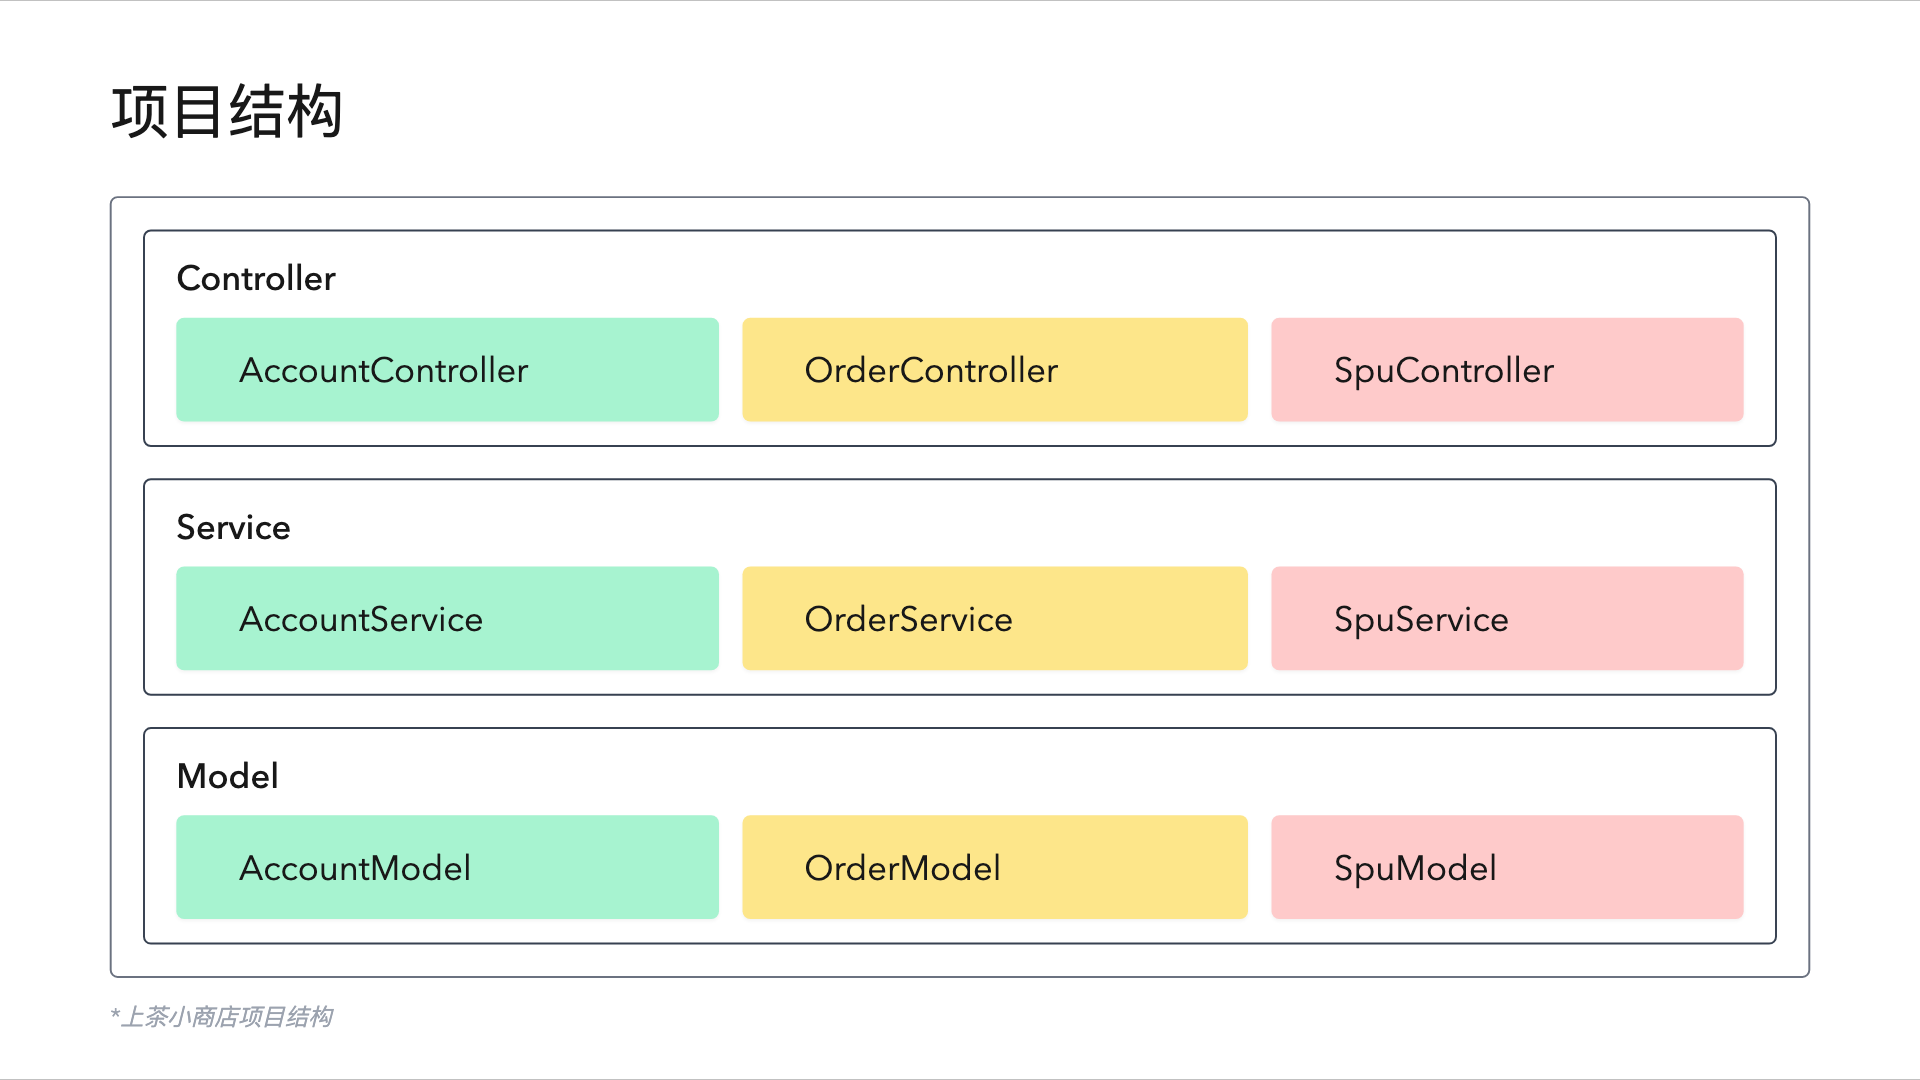 项目结构
Controller
AccountController
OrderController
SpuController
Service
AccountService
OrderService
SpuService
Model
AccountModel
OrderModel
SpuModel
*上茶小商店项目结构